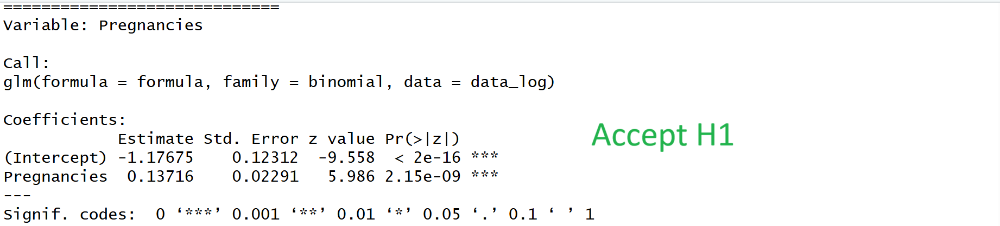 =============================
Variable: Pregnancies
Call:
glm(formula = formula, family = binomial, data = data_log)
Coefficients:
            Estimate Std. Error z value Pr(>|z|)
(Intercept) -1.17675    0.12312  -9.558  < 2e-16 ***
Pregnancies  0.13716    0.02291   5.986 2.15e-09 ***
---
Signif. codes:  0 ‘***’ 0.001 ‘**’ 0.01 ‘*’ 0.05 ‘.’ 0.1 ‘ ’ 1
Accept H1